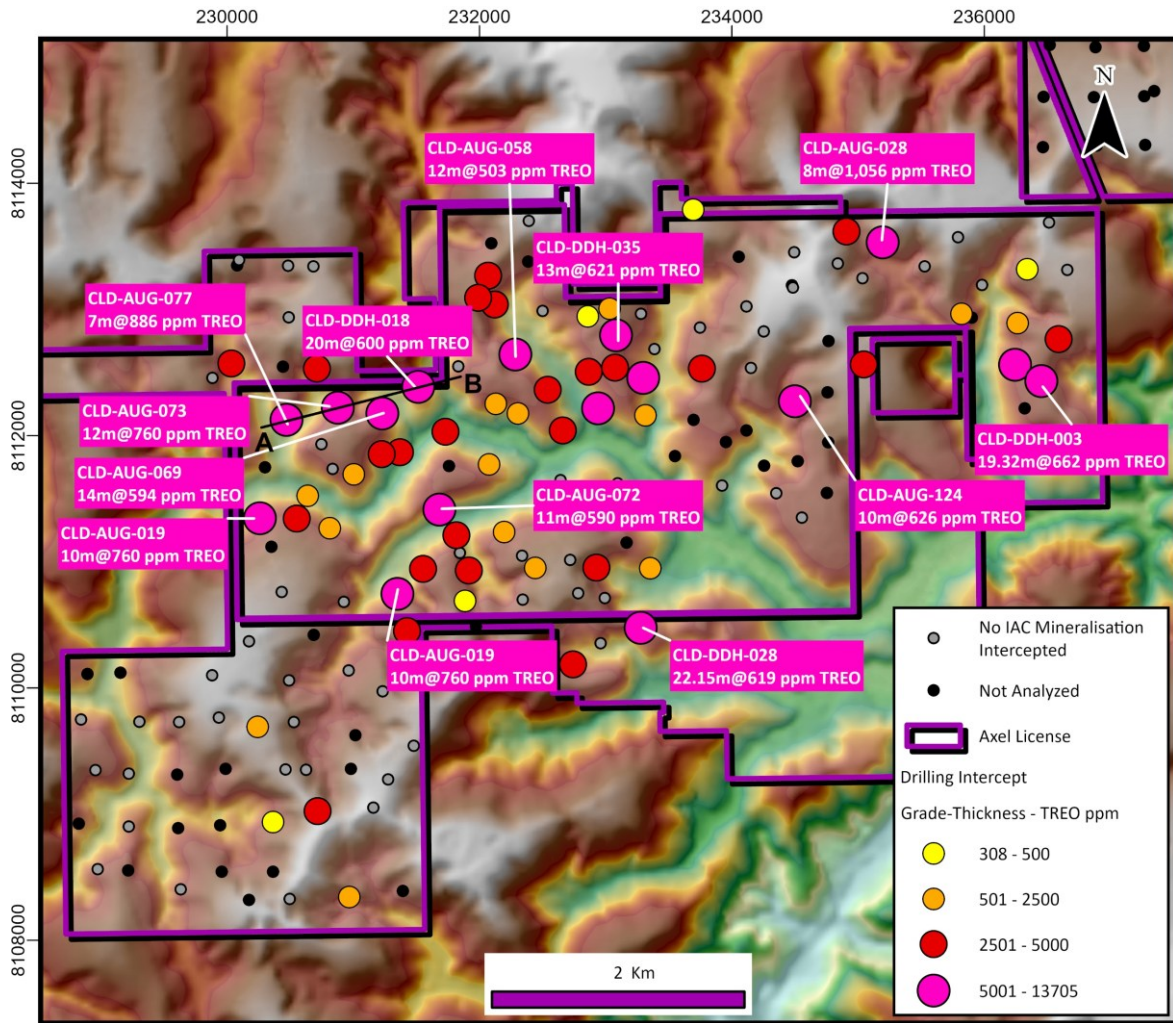 230000
232000
234000
236000
8114000
8112000
8110000
8108000
N
CLD-AUG-058
12m@503 ppm TREO
CLD-AUG-028
8m@1,056 ppm TREO
CLD-DDH-035
13m@621 ppm TREO
CLD-AUG-077
7m@886 ppm TREO
CLD-DDH-018
20m@600 ppm TREO
B
A
CLD-AUG-073
12m@760 ppm TREO
CLD-AUG-069
14m@594 ppm TREO
CLD-AUG-019
10m@760 ppm TREO
CLD-AUG-072
11m@590 ppm TREO
CLD-DDH-003
19.32m@662 ppm TREO
CLD-AUG-124
10m@626 ppm TREO
CLD-AUG-019
10m@760 ppm TREO
CLD-DDH-028
22.15m@619 ppm TREO
No IAC Mineralisation
Intercepted
Not Analyzed
Axel License
Drilling Intercept
Grade-Thickness - TREO ppm
308 - 500
501 - 2500
2501 - 5000
5001 - 13705
2 Km